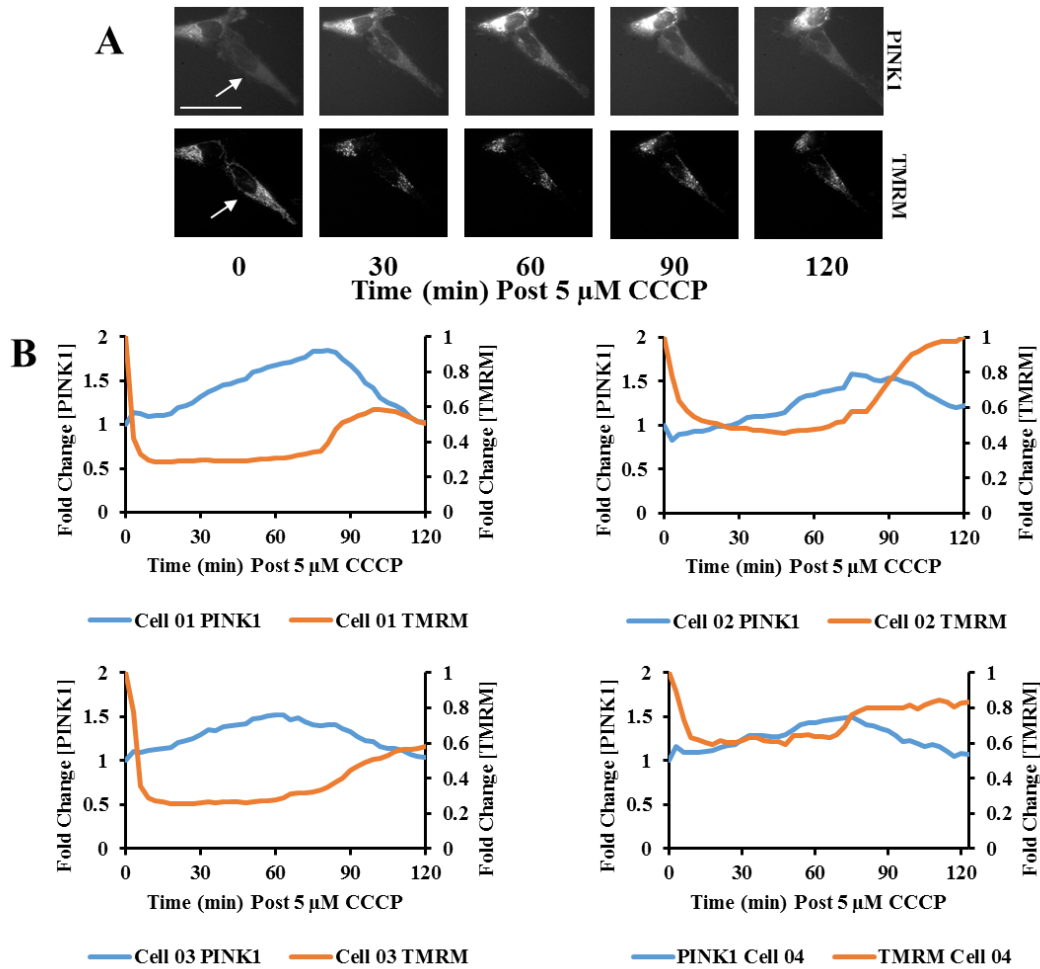 A
PINK1
TMRM
0 30 60 90 120
Time (min) Post 5 μM CCCP
B
Fold Change [PINK1]
2
1.5
1
0.5
0
1
0.8
0.6
0.4
0.2
0
Fold Change [TMRM]
0 30 60 90 120
Time (min) Post 5 μM CCCP
Cell 01 PINK1 Cell 01 TMRM
Fold Change [PINK1]
2
1.5
1
0.5
0
1
0.8
0.6
0.4
0.2
0
Fold Change [TMRM]
0 30 60 90 120
Time (min) Post 5 μM CCCP
Cell 02 PINK1 Cell 02 TMRM
Fold Change [PINK1]
2
1.5
1
0.5
0
1
0.8
0.6
0.4
0.2
0
Fold Change [TMRM]
0 30 60 90 120
Time (min) Post 5 μM CCCP
Cell 03 PINK1 Cell 03 TMRM
Fold Change [PINK1]
2
1.5
1
0.5
0
1
0.8
0.6
0.4
0.2
0
Fold Change [TMRM]
0 30 60 90 120
Time (min) Post 5 μM CCCP
PINK1 Cell 04 TMRM Cell 04